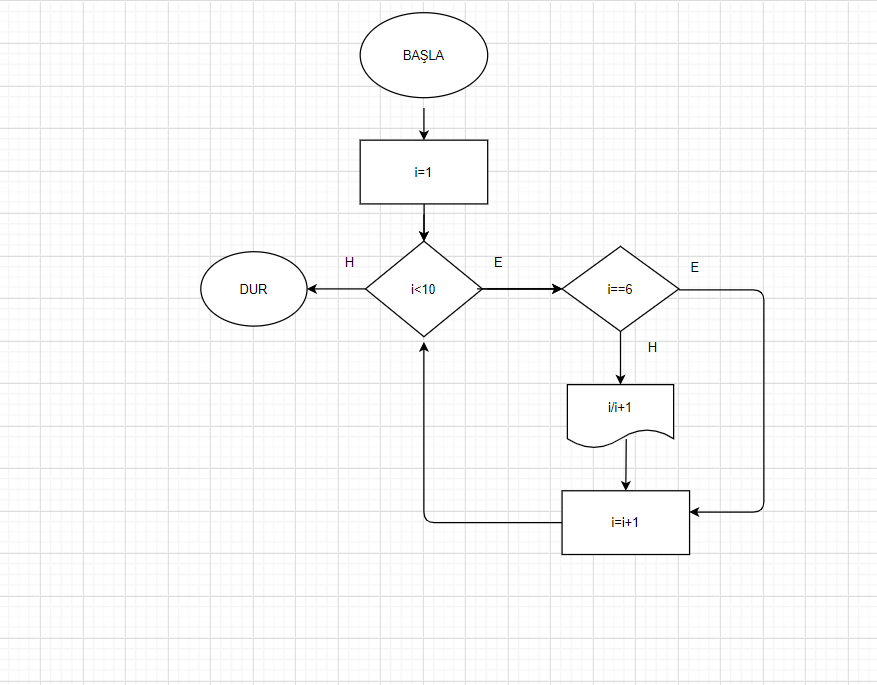 BAŞLA
i=1
H
E
DUR
i<10
i==6
E
H
i/i+1
i=i+1